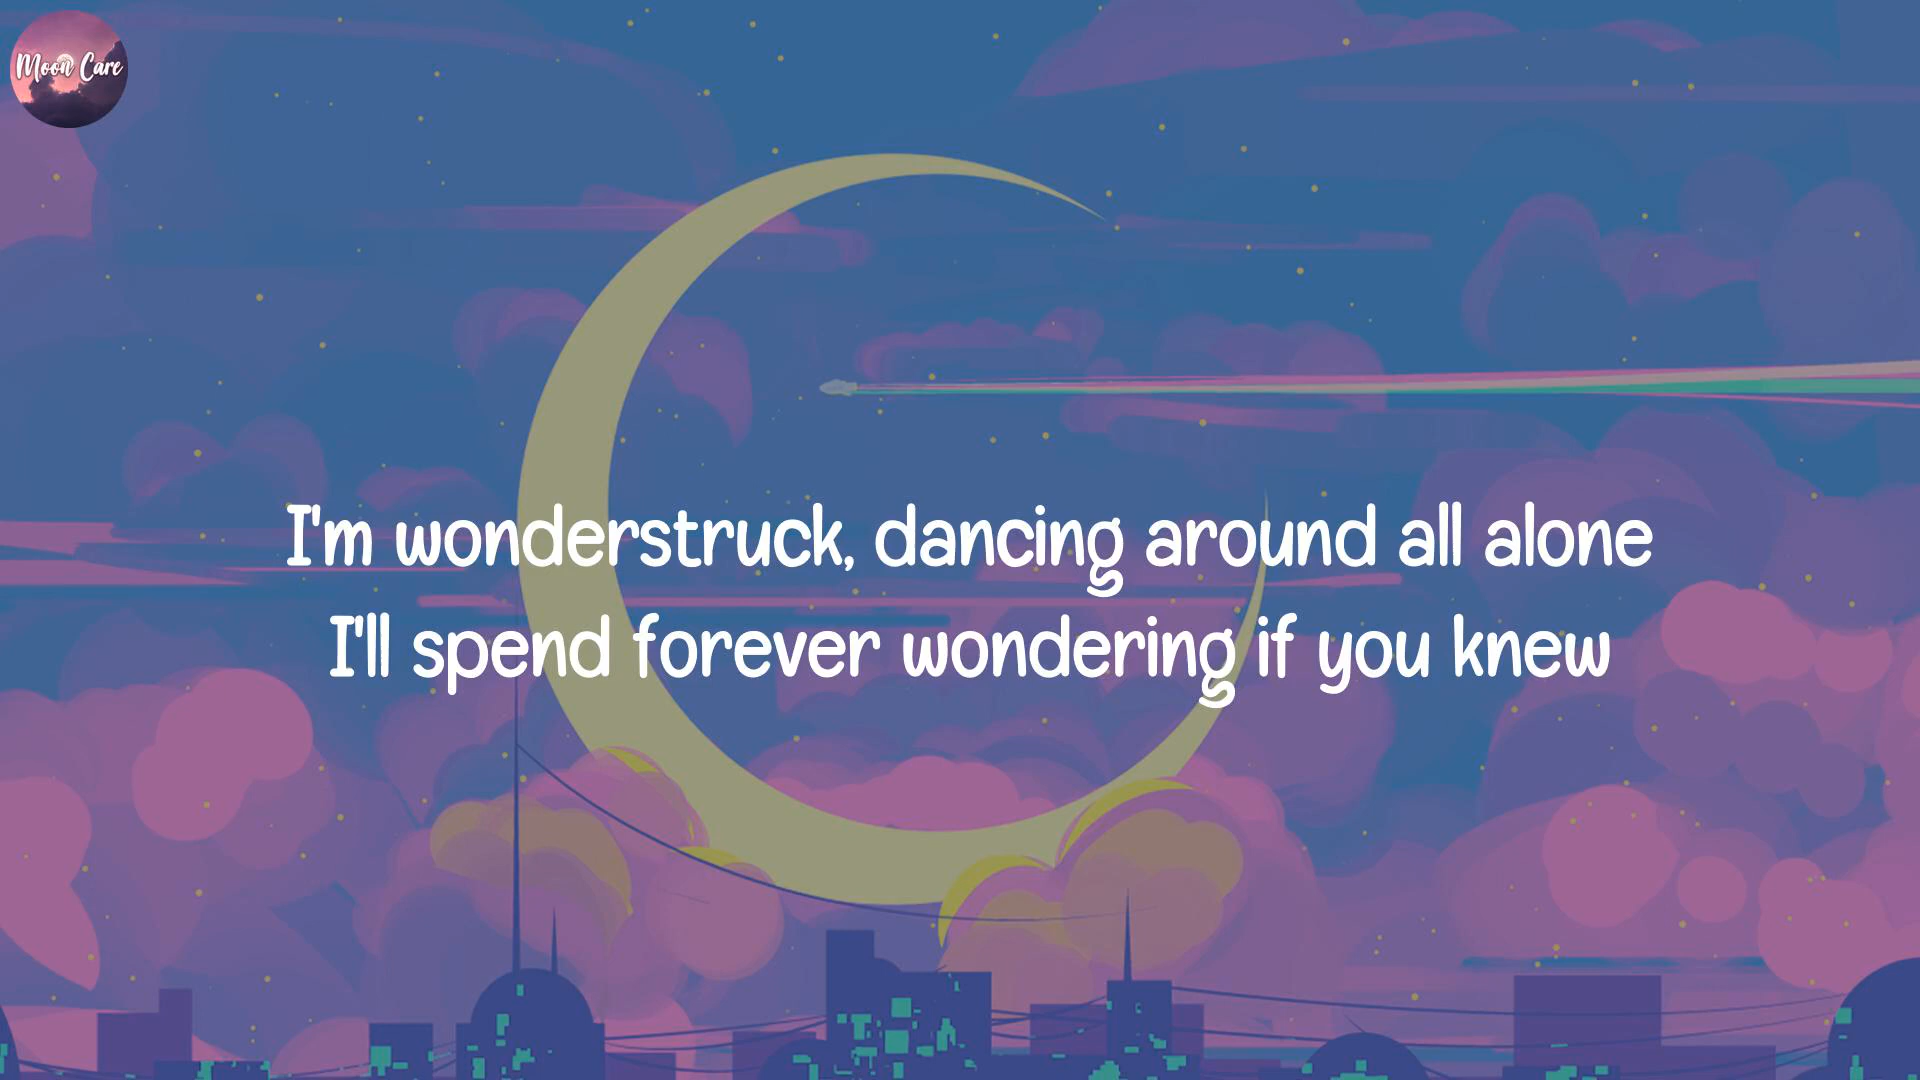 Moon Care
I'm wonderstruck, dancing around all alone
I'll spend forever wondering if you knew